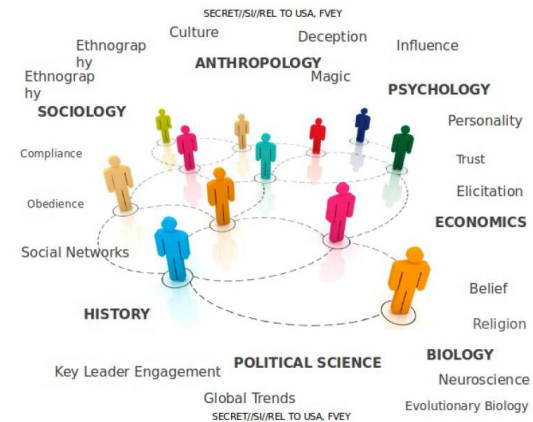 SECRET//SI//REL TO USA, FVEY
Culture
Deception
Ethnograp
hy
Influence
ANTHROPOLOGY
Ethnograp
hy
Magic
PSYCHOLOGY
SOCIOLOGY
Personality
Compliance
Trust
Elicitation
Obedience
ECONOMICS
Social Networks
Belief
HISTORY
Religion
POLITICAL SCIENCE
BIOLOGY
Key Leader Engagement
Neuroscience
Global Trends
Evolutionary Biology
SECRET//SI//REL TO USA, FVEY